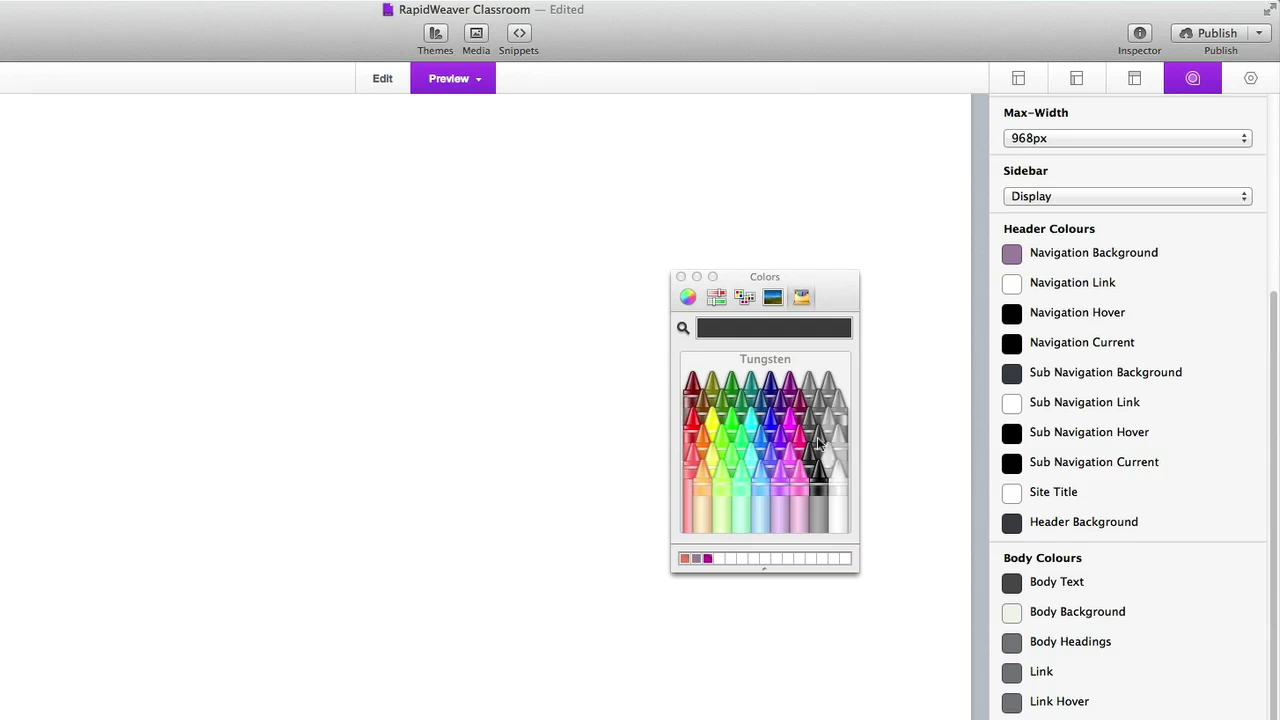 RapidWeaver Classroom — Edited
Themes
Media
Snippets
Inspector
Publish
Publish
Edit
Preview
Max-Width
968px
Sidebar
Display
Header Colours
Navigation Background
Navigation Link
Navigation Hover
Navigation Current
Sub Navigation Background
Sub Navigation Link
Sub Navigation Hover
Sub Navigation Current
Site Title
Header Background
Body Colours
Body Text
Body Background
Body Headings
Link
Link Hover
Colors
Tungsten